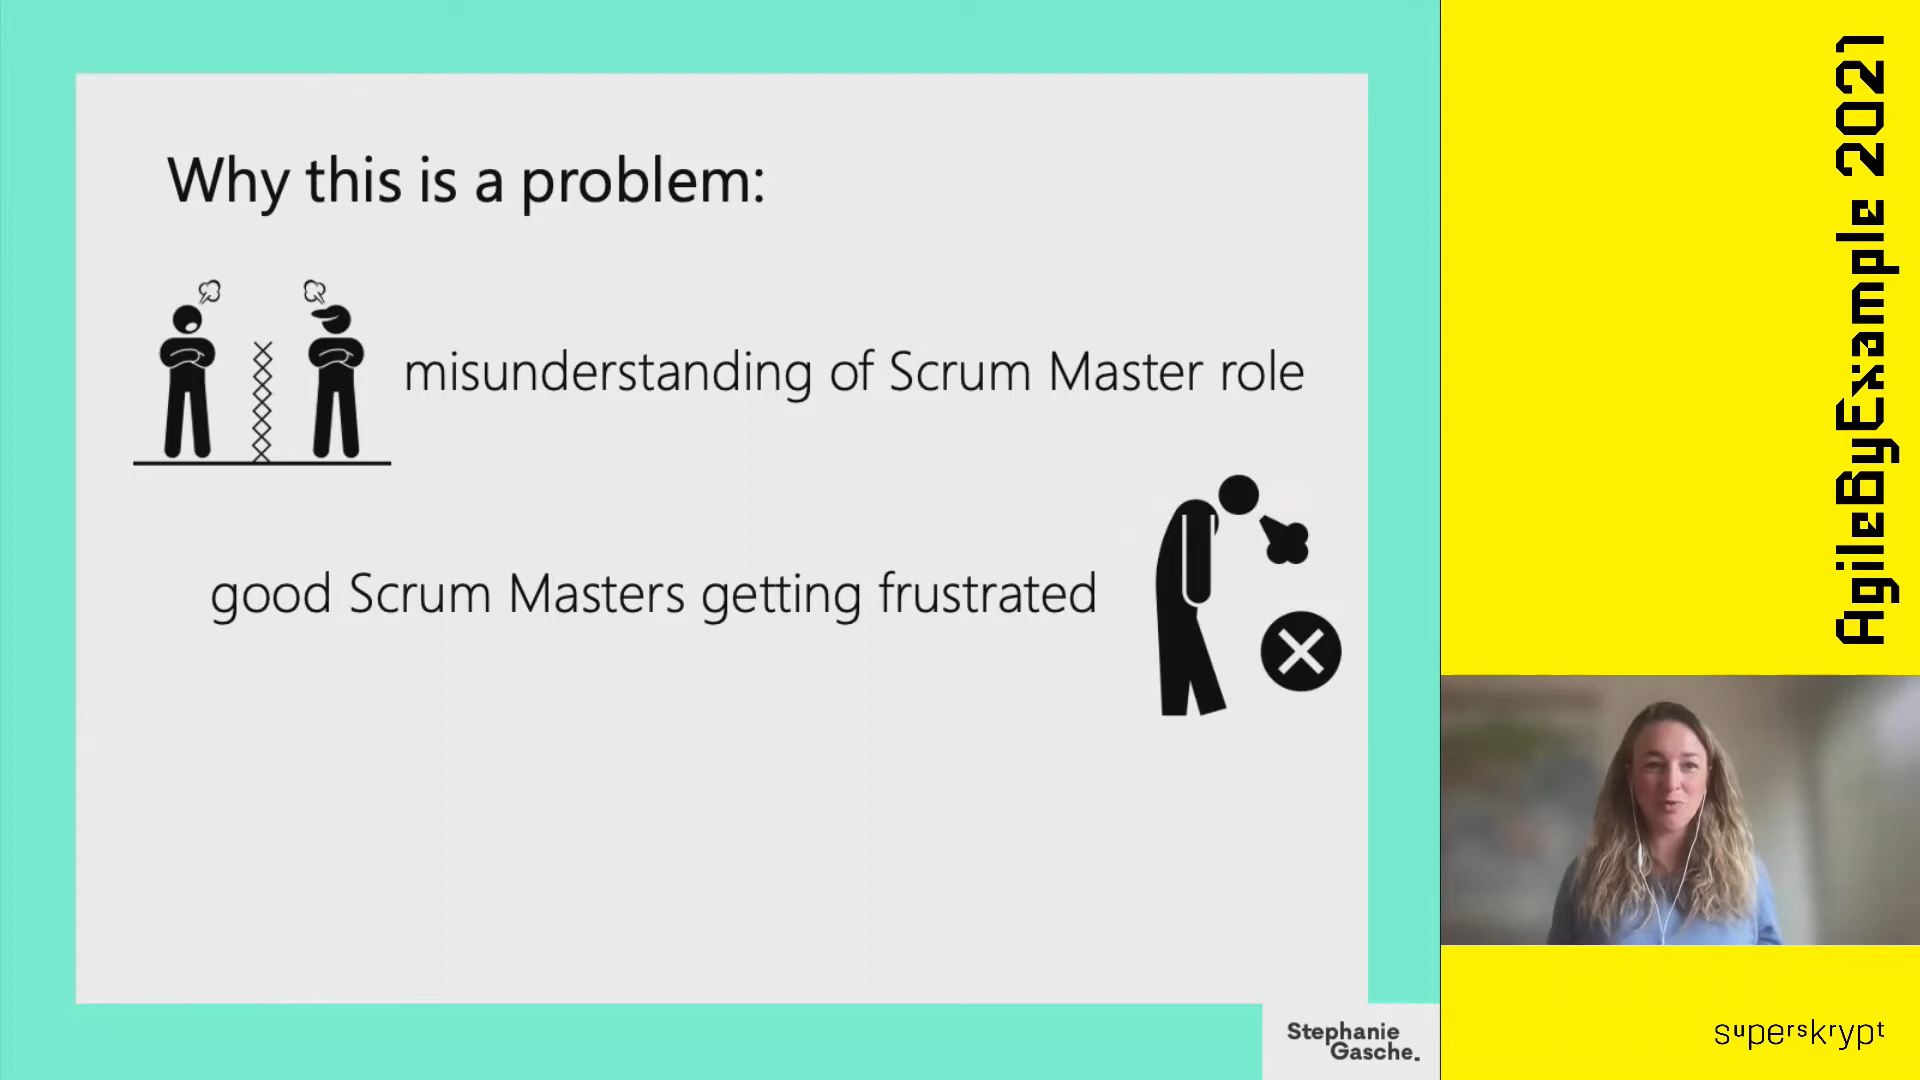 Why this is a problem:
misunderstanding of Scrum Master role
good Scrum Masters getting frustrated
Stephanie
Gasche.
AgileByExample 2021
superskrypt